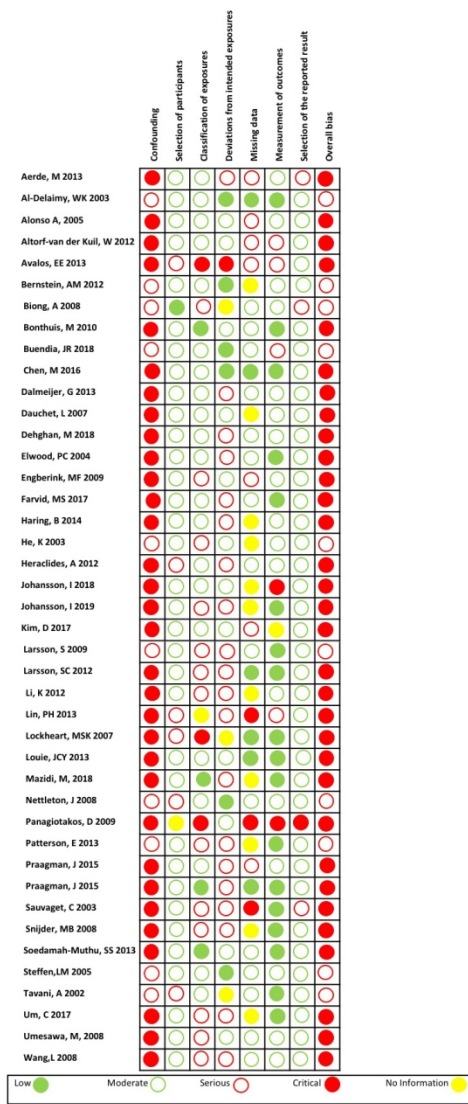 Confounding
Selection of participants
Classification of exposures
Deviations from intended exposures
Missing data
Measurement of outcomes
Selection of the reported result
Overall bias
Aerde, M 2013
Al-Delaimy, WK 2003
Alonso A, 2005
Altorf-van der Kuil, W 2012
Avalos, EE 2013
Bernstein, AM 2012
Biong, A 2008
Bonthuis, M 2010
Buendia, JR 2018
Chen, M 2016
Dalmeijer, G 2013
Dauchet, L 2007
Dehghan, M 2018
Elwood, PC 2004
Engberink, MF 2009
Farvid, MS 2017
Haring, B 2014
He, K 2003
Heraclides, A 2012
Johansson, I 2018
Johansson, I 2019
Kim, D 2017
Larsson, S 2009
Larsson, SC 2012
Li, K 2012
Lin, PH 2013
Lockheart, MSK 2007
Louie, JCY 2013
Mazidi, M, 2018
Nettleton, J 2008
Panagiotakos, D 2009
Patterson, E 2013
Praagman, J 2015
Praagman, J 2015
Sauvaget, C 2003
Snijder, MB 2008
Soedamah-Muthu, SS 2013
Steffen,LM 2005
Tavani, A 2002
Um, C 2017
Umesawa, M, 2008
Wang,L 2008
Low Moderate Serious Critical No Information